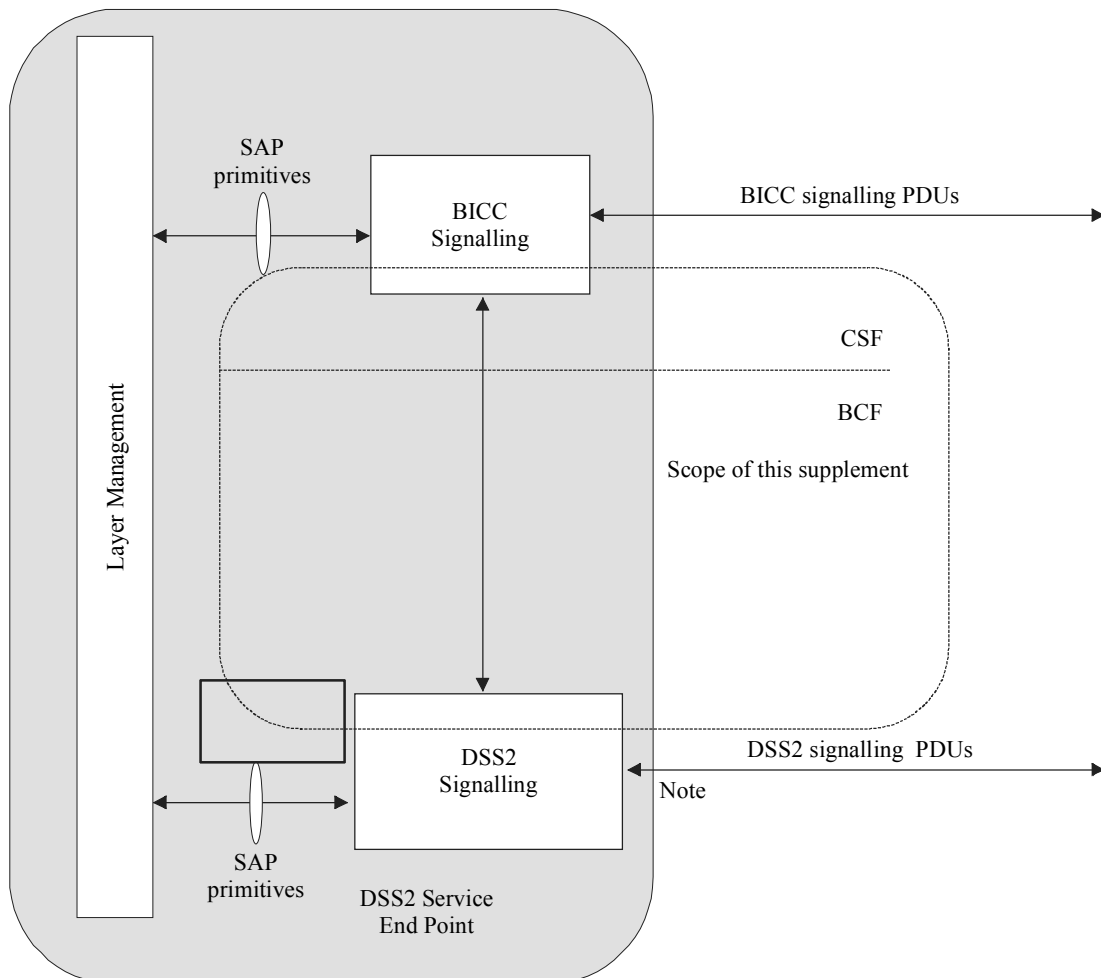 SAP
primitives
BICC
Signalling
BICC signalling PDUs
CSF
BCF
Scope of this supplement
Layer Management
DSS2
Signalling
DSS2 signalling PDUs
Note
SAP
primitives
DSS2 Service
End Point